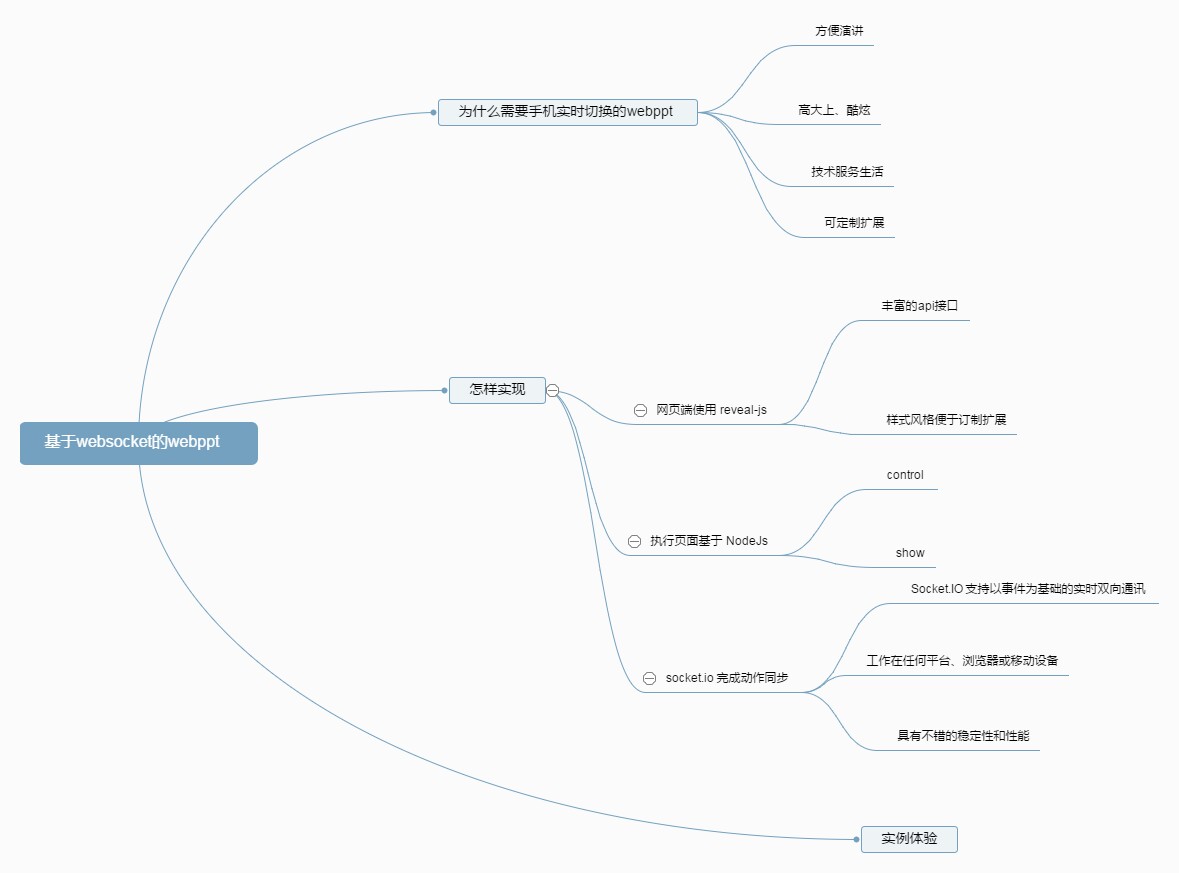 基于websocket的webppt
为什么需要手机实时切换的webppt
方便演讲
高大上、酷炫
技术服务生活
可定制扩展
怎样实现
网页端使用 reveal-js
丰富的api接口
样式风格便于订制扩展
执行页面基于 NodeJs
control
show
socket.io 完成动作同步
Socket.IO 支持以事件为基础的实时双向通讯
工作在任何平台、浏览器或移动设备
具有不错的稳定性和性能
实例体验